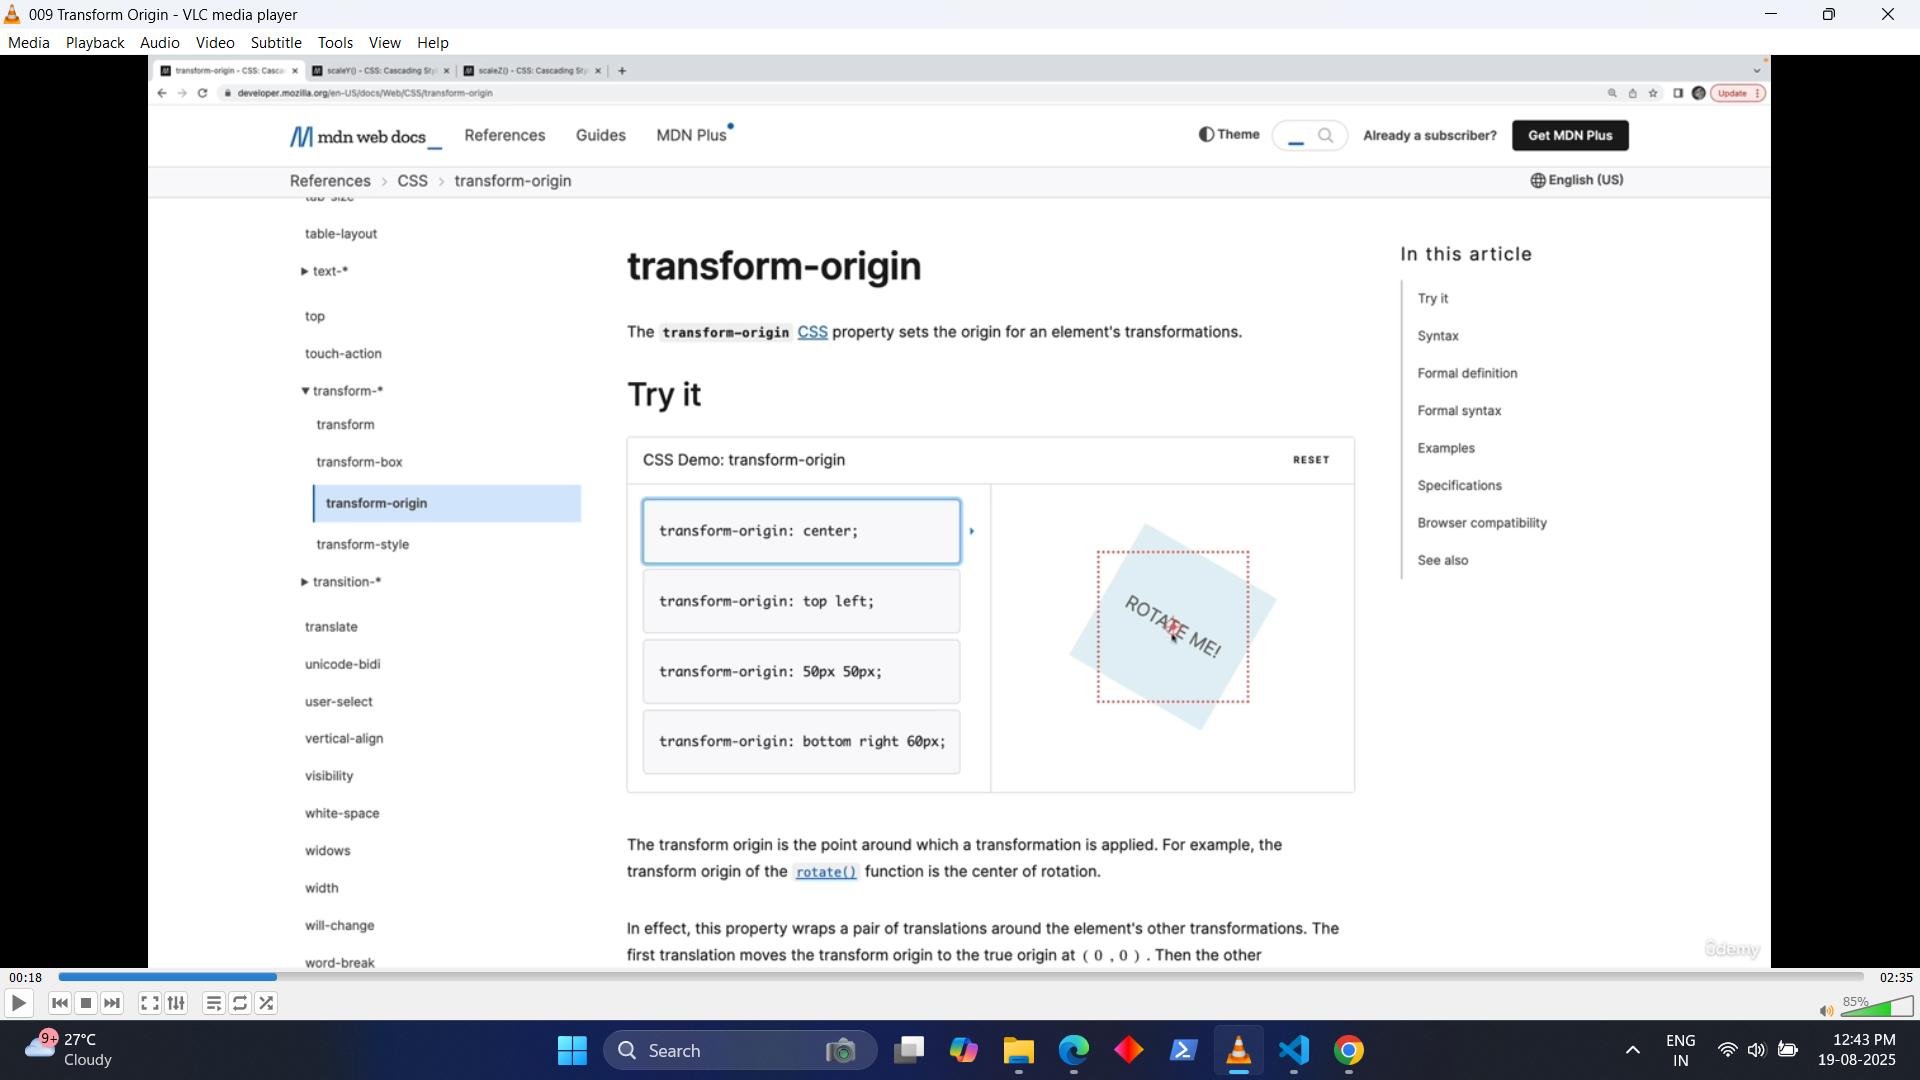 009 Transform Origin - VLC media player
Media Playback Audio Video Subtitle Tools View Help
transform-origin - CSS: Casca
scaleY() - CSS: Cascading Sty
scaleZ() - CSS: Cascading Sty
developer.mozilla.org/en-US/docs/Web/CSS/transform-origin
Update
mdn web docs_
References
Guides
MDN Plus
Theme
Already a subscriber?
Get MDN Plus
References > CSS > transform-origin
English (US)
tab-size
table-layout
text-*
top
touch-action
transform-*
transform
transform-box
transform-origin
transform-style
transition-*
translate
unicode-bidi
user-select
vertical-align
visibility
white-space
widows
width
will-change
word-break
transform-origin
The transform-origin CSS property sets the origin for an element's transformations.
Try it
CSS Demo: transform-origin
RESET
transform-origin: center;
transform-origin: top left;
transform-origin: 50px 50px;
transform-origin: bottom right 60px;
ROTATE ME!
The transform origin is the point around which a transformation is applied. For example, the
transform origin of the rotate() function is the center of rotation.
In effect, this property wraps a pair of translations around the element's other transformations. The
first translation moves the transform origin to the true origin at (0,0). Then the other
In this article
Try it
Syntax
Formal definition
Formal syntax
Examples
Specifications
Browser compatibility
See also
ûdemy
00:18
02:35
85%
9+
27°C
Cloudy
Search
ENG
IN
12:43 PM
19-08-2025